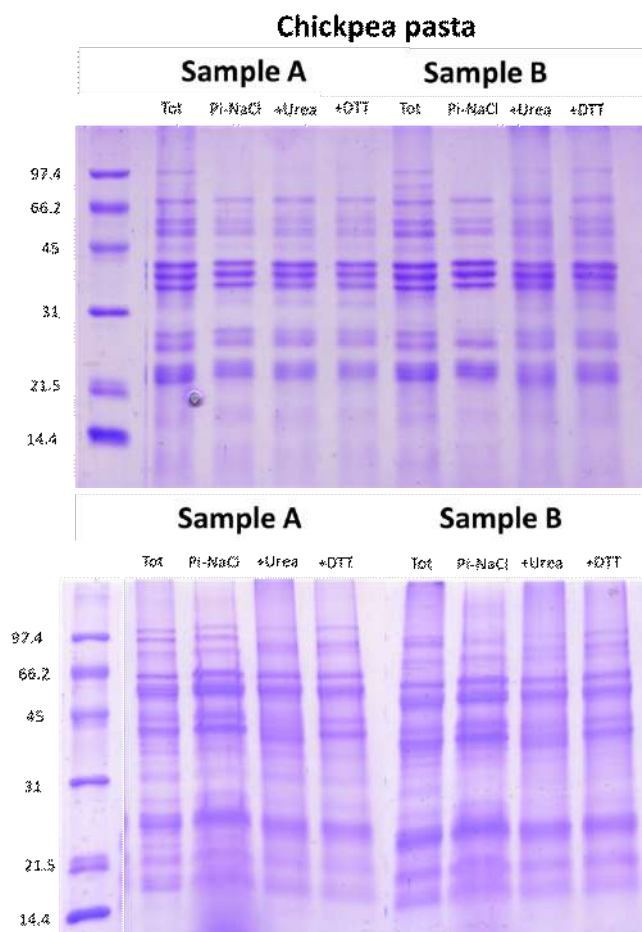 Chickpea pasta
Sample A Sample B
Tot Pi-NaCl +Urea +DTT Tot Pi-NaCl +Urea +DTT
97.4
66.2
45
31
21.5
14.4
Sample A Sample B
Tot Pi-NaCl +Urea +DTT Tot Pi-NaCl +Urea +DTT
97.4
66.2
45
31
21.5
14.4